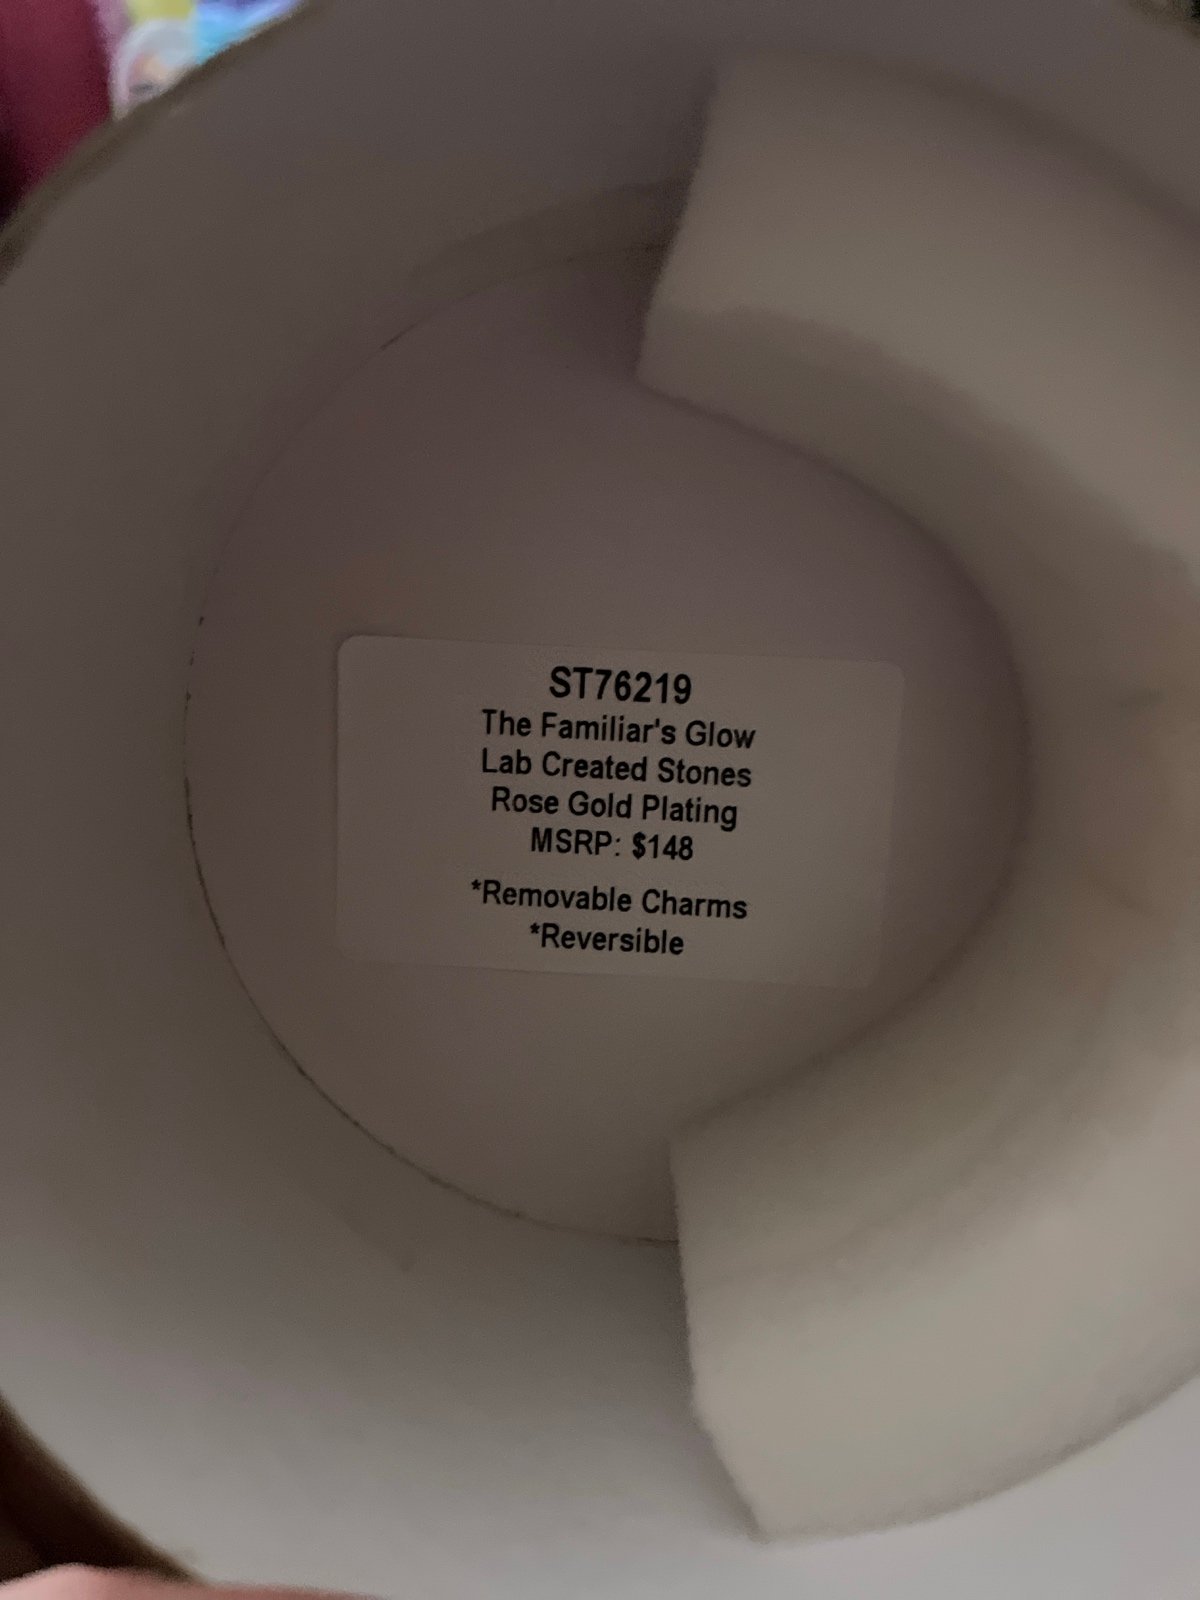 ST76219
The Familiar's Glow
Lab Created Stones
Rose Gold Plating
MSRP: $148
*Removable Charms
*Reversible